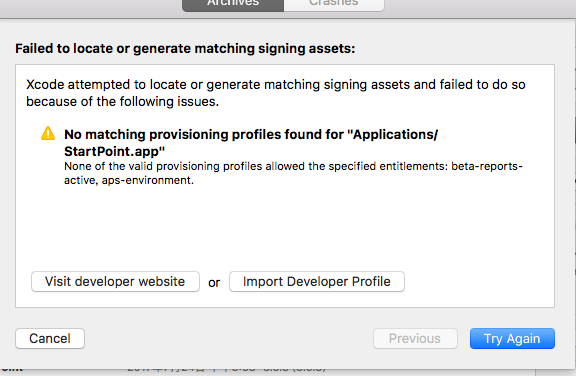 Archives
Crashes
Failed to locate or generate matching signing assets:
Xcode attempted to locate or generate matching signing assets and failed to do so
because of the following issues.
No matching provisioning profiles found for "Applications/
StartPoint.app"
None of the valid provisioning profiles allowed the specified entitlements: beta-reports-
active, aps-environment.
Visit developer website
or
Import Developer Profile
Cancel
Previous
Try Again